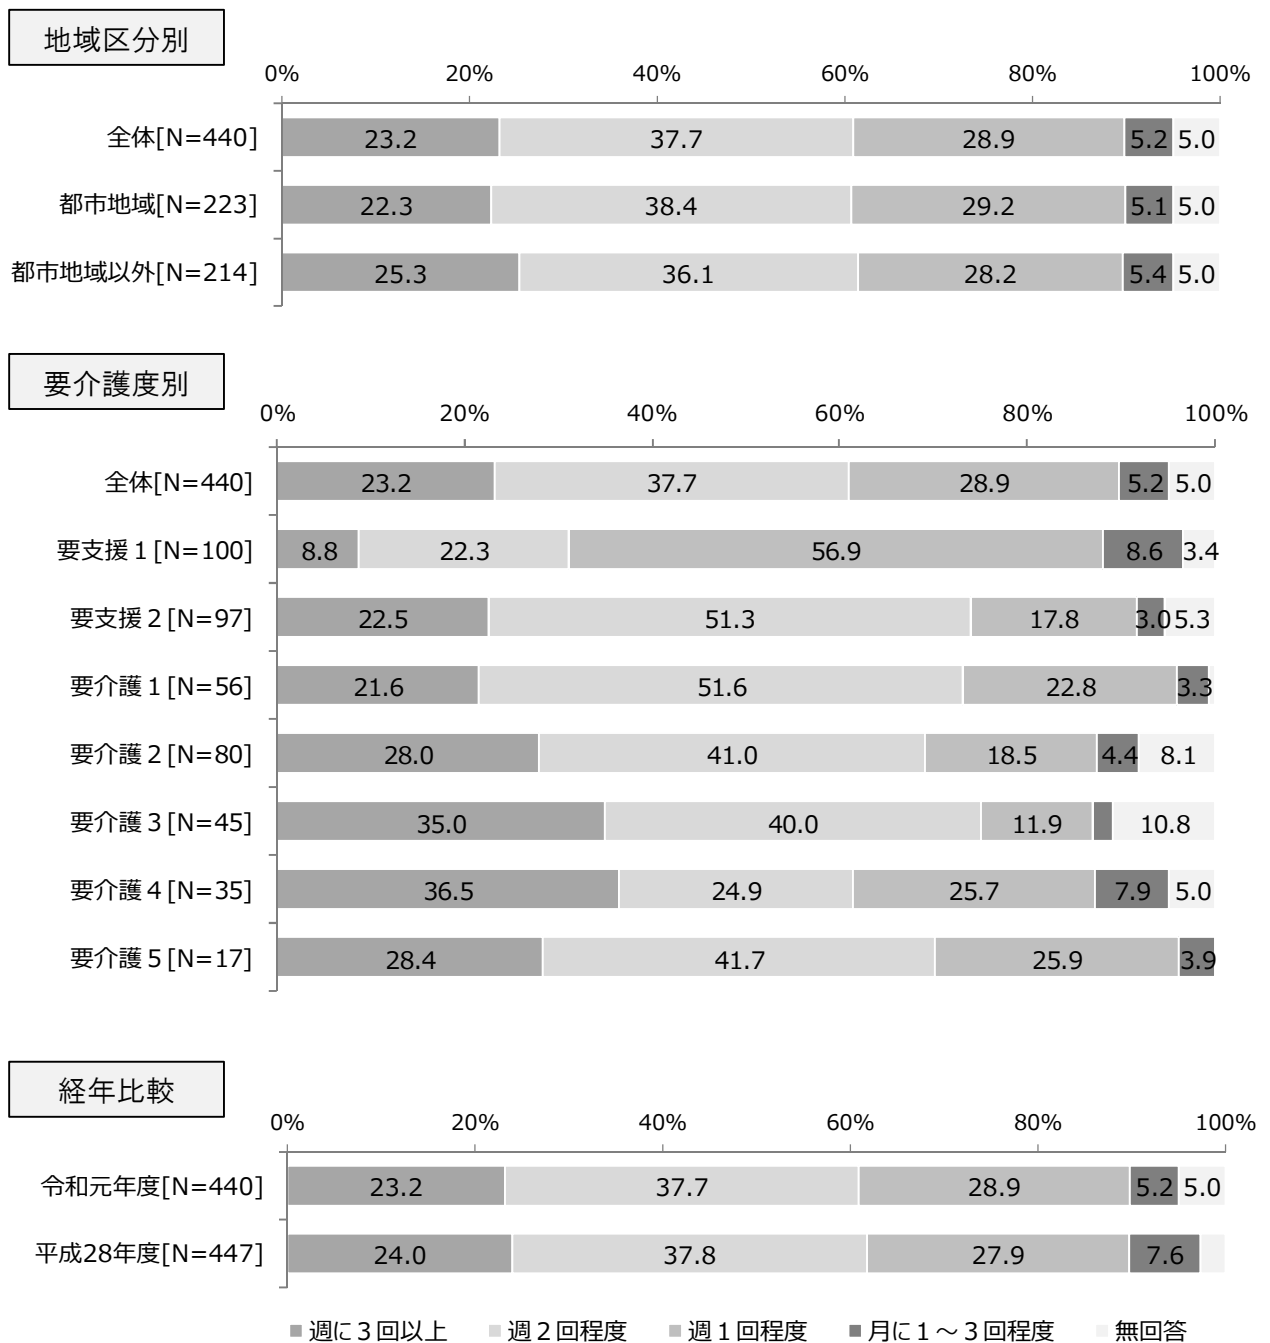 地域区分別
0% 20% 40% 60% 80% 100%
全体[N=440] 23.2 37.7 28.9 5.2 5.0
都市地域[N=223] 22.3 38.4 29.2 5.1 5.0
都市地域以外[N=214] 25.3 36.1 28.2 5.4 5.0
要介護度別
0% 20% 40% 60% 80% 100%
全体[N=440] 23.2 37.7 28.9 5.2 5.0
要支援１[N=100] 8.8 22.3 56.9 8.6 3.4
要支援２[N=97] 22.5 51.3 17.8 3.0 5.3
要介護１[N=56] 21.6 51.6 22.8 3.3
要介護２[N=80] 28.0 41.0 18.5 4.4 8.1
要介護３[N=45] 35.0 40.0 11.9 10.8
要介護４[N=35] 36.5 24.9 25.7 7.9 5.0
要介護５[N=17] 28.4 41.7 25.9 3.9
経年比較
0% 20% 40% 60% 80% 100%
令和元年度[N=440] 23.2 37.7 28.9 5.2 5.0
平成28年度[N=447] 24.0 37.8 27.9 7.6
週に３回以上 週２回程度 週１回程度 月に１～３回程度 無回答